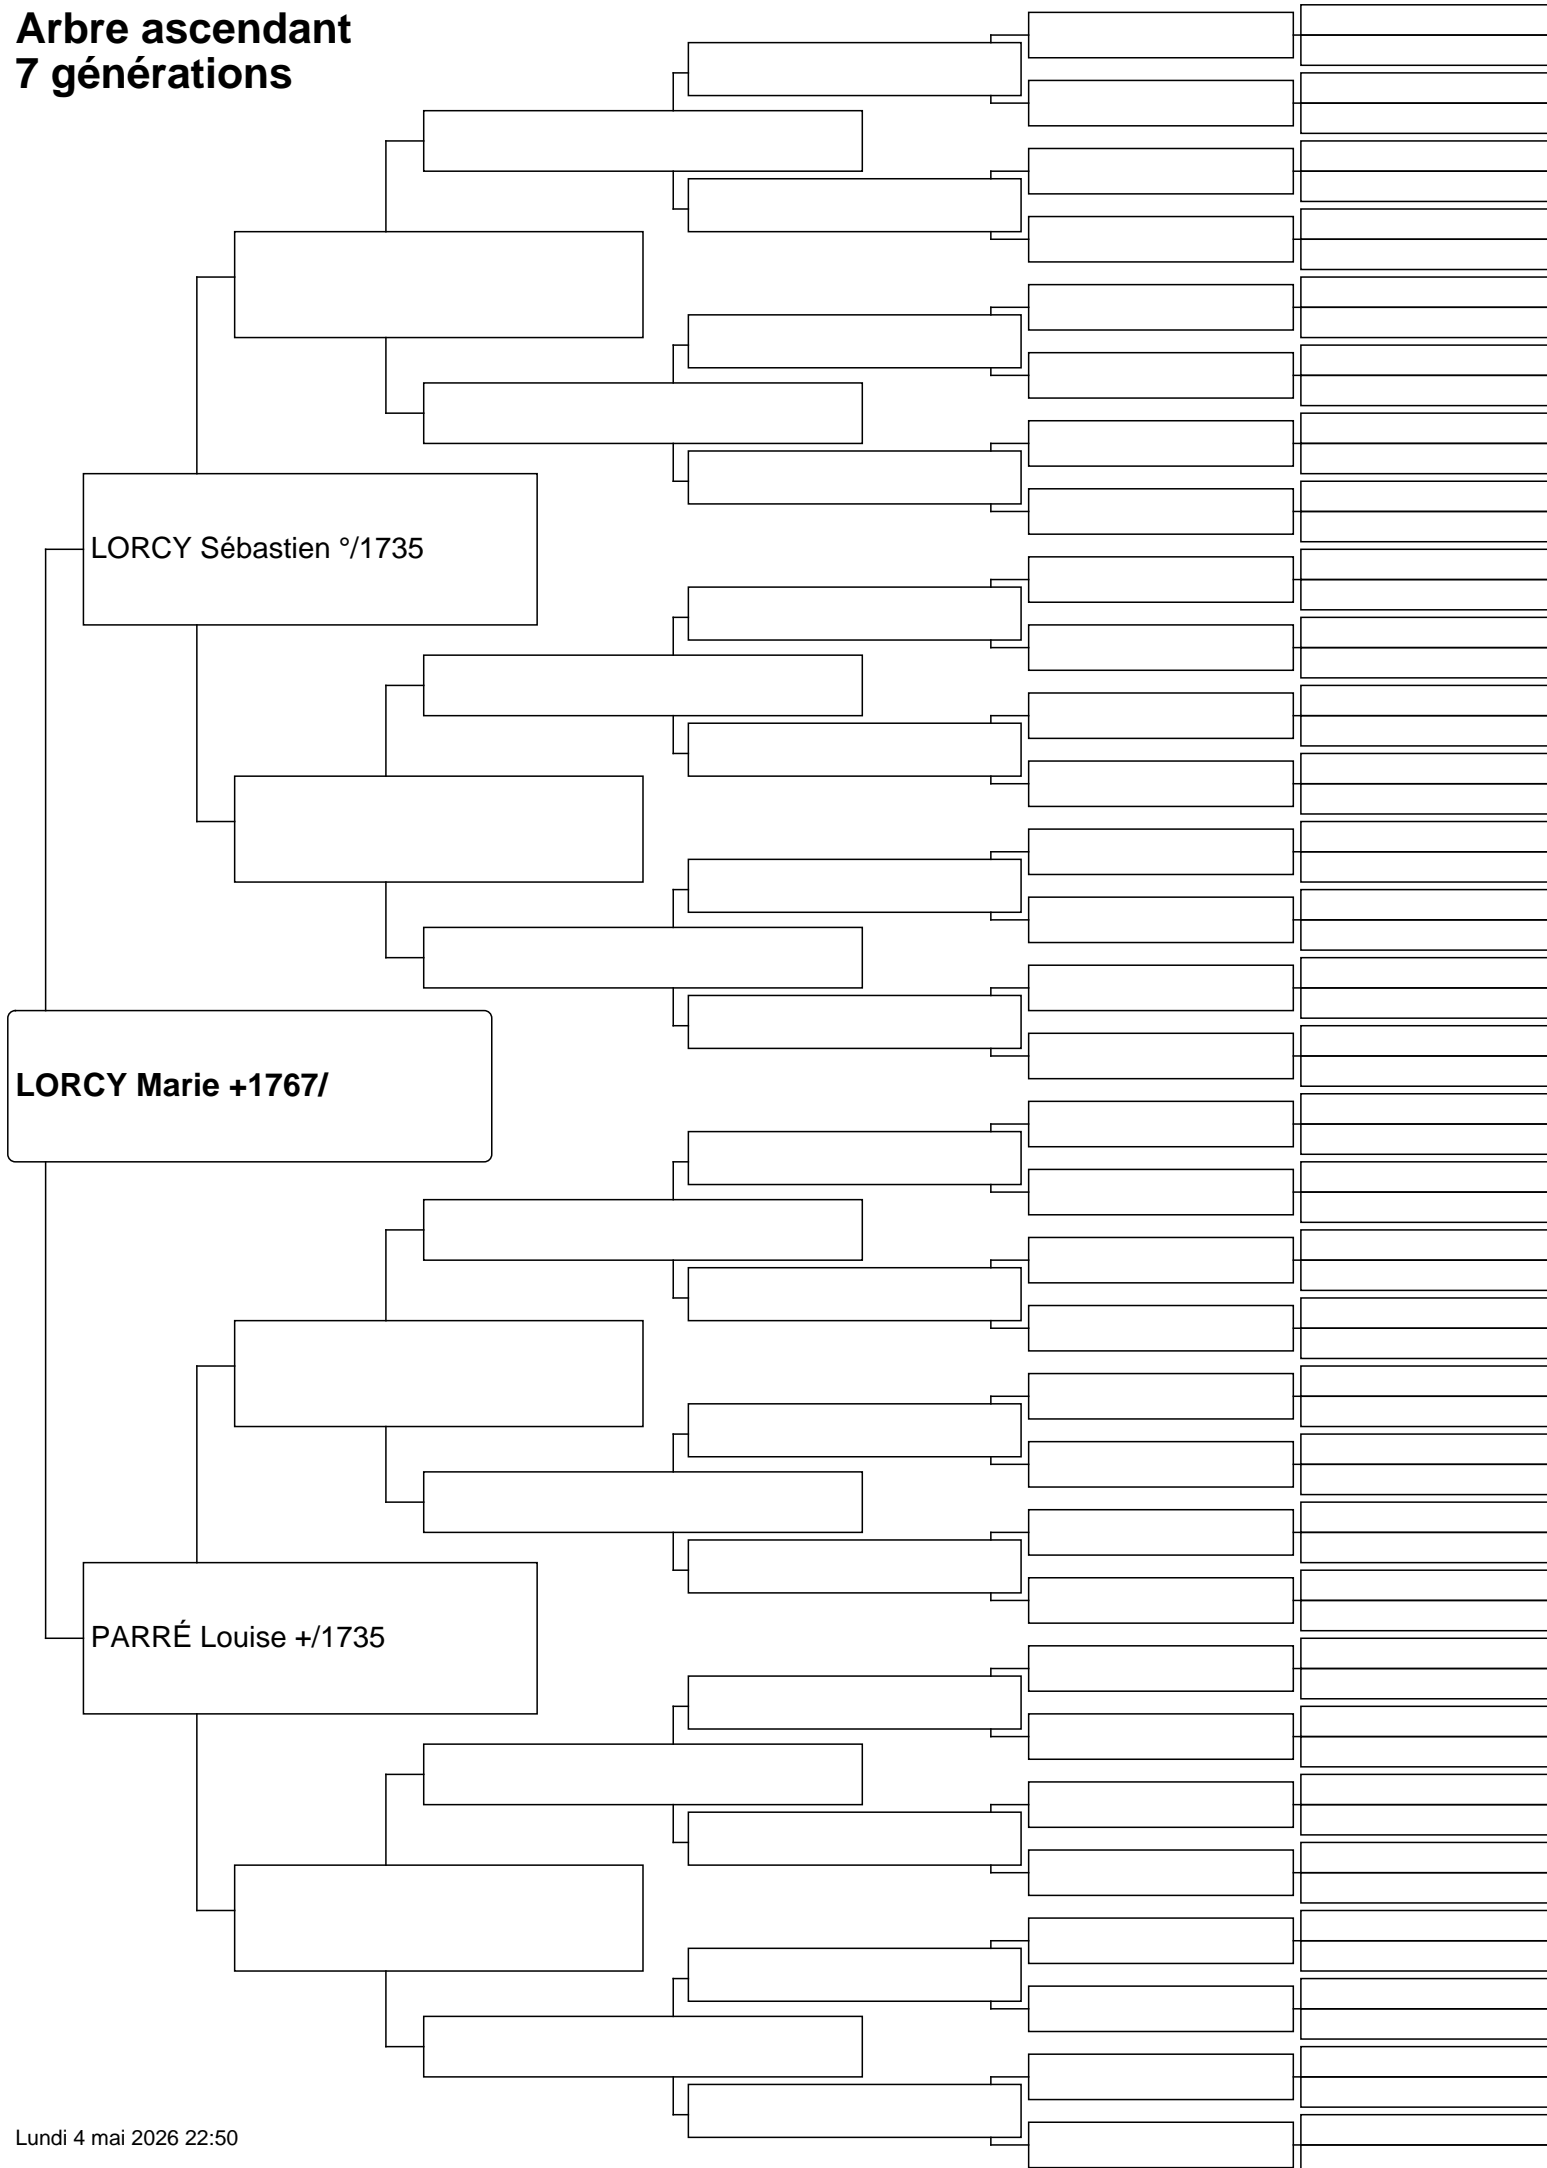 Arbre ascendant
7 générations
LORCY Sébastien °/1735
LORCY Marie +1767/
PARRÉ Louise +/1735
Lundi 4 mai 2026 22:50